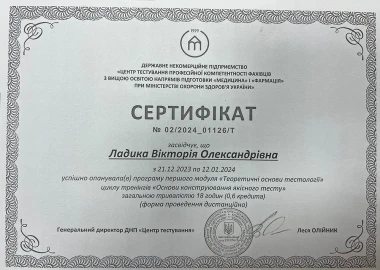 1999
ДЕРЖАВНЕ НЕКОМЕРЦІЙНЕ ПІДПРИЄМСТВО
«ЦЕНТР ТЕСТУВАННЯ ПРОФЕСІЙНОЇ КОМПЕТЕНТНОСТІ ФАХІВЦІВ
З ВИЩОЮ ОСВІТОЮ НАПРЯМІВ ПІДГОТОВКИ «МЕДИЦИНА» І «ФАРМАЦІЯ»
ПРИ МІНІСТЕРСТВІ ОХОРОНИ ЗДОРОВ'Я УКРАЇНИ»
СЕРТИФІКАТ
№ 02/2024_01126/Т
засвідчує, що
Ладика Вікторія Олександрівна
з 21.12.2023 по 12.01.2024
успішно опанувала(в) програму першого модуля «Теоретичні основи тестології»
циклу тренінгів «Основи конструювання якісного тесту»
загальною тривалістю 18 годин (0,6 кредита)
(форма проведення дистанційна)
Генеральний директор ДНП «Центр тестування» Леся ОЛІЙНИК